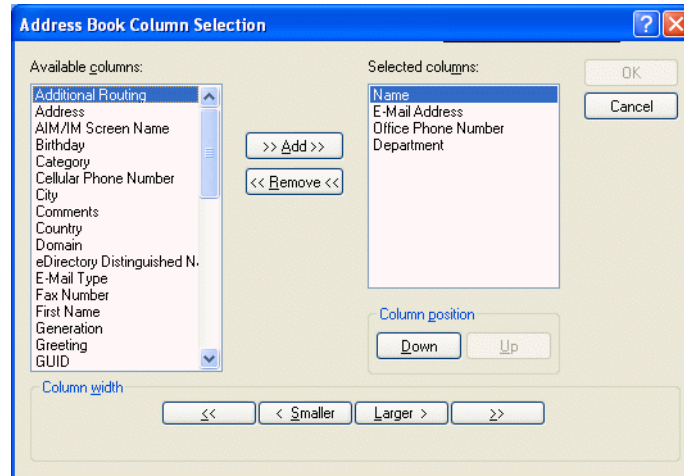 Address Book Column Selection
Available columns:
Additional Routing
Address
AIM/IM Screen Name
Birthday
Category
Cellular Phone Number
City
Comments
Country
Domain
eDirectory Distinguished N
E-Mail Type
Fax Number
First Name
Generation
Greeting
GUID
>> Add >>
<< Remove <<
Selected columns:
Name
E-Mail Address
Office Phone Number
Department
OK
Cancel
Column position
Down Up
Column width
<< < Smaller Larger > >>